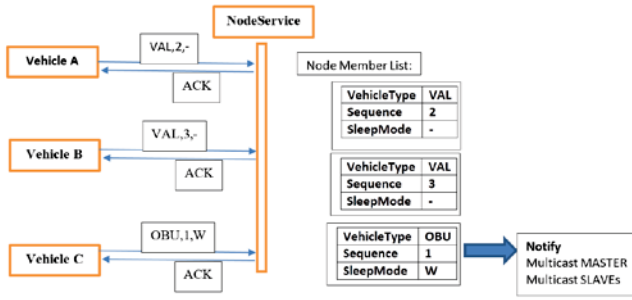 NodeService
VAL,2,-
Vehicle A
ACK
VAL,3,-
Vehicle B
ACK
OBU,1,W
Vehicle C
ACK
Node Member List:
VehicleType VAL
Sequence 2
SleepMode -
VehicleType VAL
Sequence 3
SleepMode -
VehicleType OBU
Sequence 1
SleepMode W
Notify
Multicast MASTER
Multicast SLAVEs